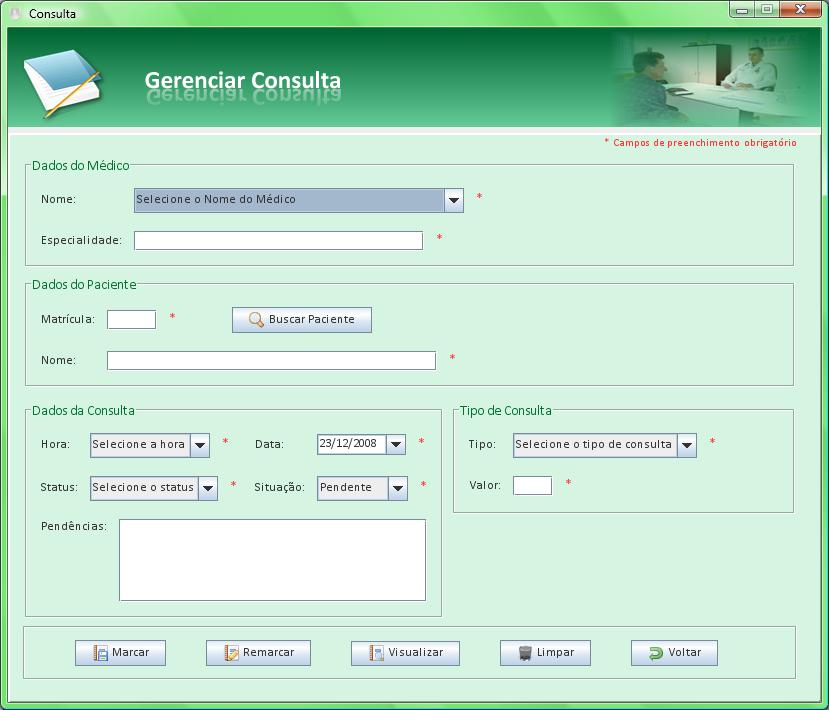 Consulta
Gerenciar Consulta
* Campos de preenchimento obrigatório
Dados do Médico
Nome: Selecione o Nome do Médico *
Especialidade: *
Dados do Paciente
Matrícula: * Buscar Paciente
Nome: *
Dados da Consulta
Hora: Selecione a hora * Data: 23/12/2008 *
Status: Selecione o status * Situação: Pendente *
Pendências:
Tipo de Consulta
Tipo: Selecione o tipo de consulta *
Valor: *
Marcar Remarcar Visualizar Limpar Voltar